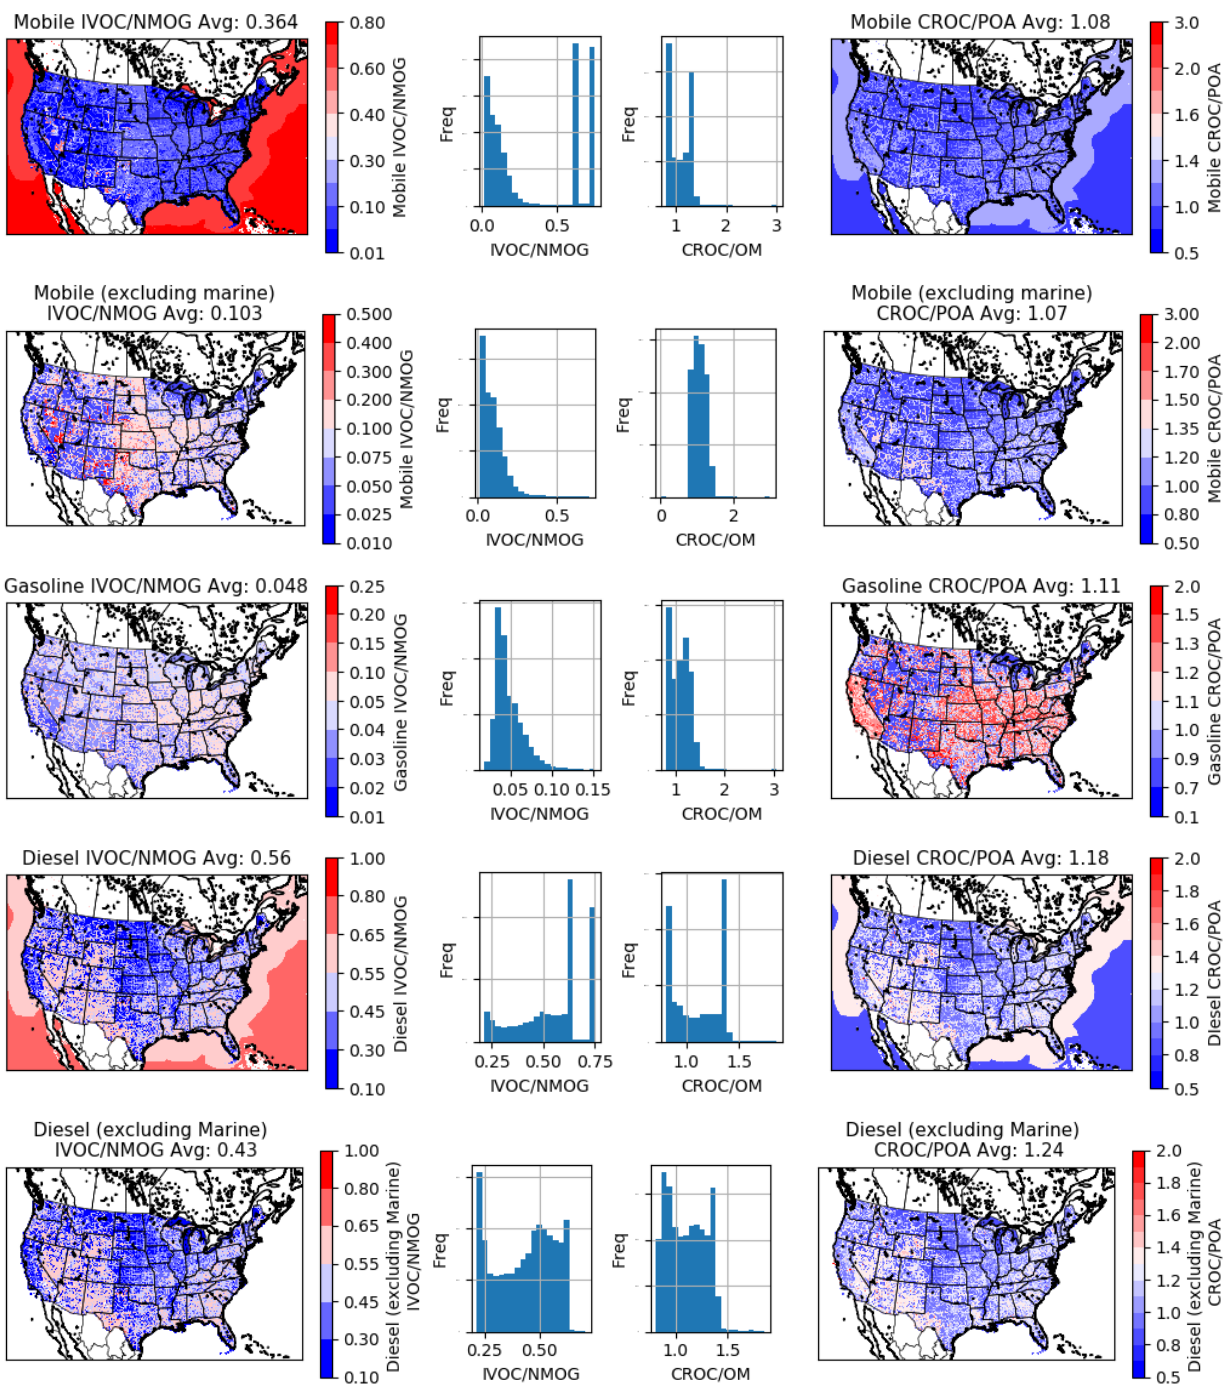 Mobile IVOC/NMOG Avg: 0.364
0.80
0.60
0.40
0.30
0.10
0.01
Mobile IVOC/NMOG
Freq
0.0
0.5
IVOC/NMOG
Freq
1
2
3
CROC/OM
Mobile CROC/POA Avg: 1.08
3.0
2.0
1.6
1.4
1.0
0.5
Mobile CROC/POA
Mobile (excluding marine)
IVOC/NMOG Avg: 0.103
0.500
0.400
0.300
0.200
0.100
0.075
0.050
0.025
0.010
Mobile IVOC/NMOG
Freq
0.0
0.5
IVOC/NMOG
Freq
0
2
CROC/OM
Mobile (excluding marine)
CROC/POA Avg: 1.07
3.00
2.00
1.70
1.50
1.35
1.20
1.00
0.80
0.50
Mobile CROC/POA
Gasoline IVOC/NMOG Avg: 0.048
0.25
0.20
0.15
0.10
0.05
0.04
0.03
0.02
0.01
Gasoline IVOC/NMOG
Freq
0.05
0.10
0.15
IVOC/NMOG
Freq
1
2
3
CROC/OM
Gasoline CROC/POA Avg: 1.11
2.0
1.5
1.3
1.2
1.1
1.0
0.9
0.7
0.1
Gasoline CROC/POA
Diesel IVOC/NMOG Avg: 0.56
1.00
0.80
0.65
0.55
0.45
0.30
0.10
Diesel IVOC/NMOG
Freq
0.25
0.50
0.75
IVOC/NMOG
Freq
1.0
1.5
CROC/OM
Diesel CROC/POA Avg: 1.18
2.0
1.8
1.6
1.4
1.2
1.0
0.8
0.5
Diesel CROC/POA
Diesel (excluding Marine)
IVOC/NMOG Avg: 0.43
1.00
0.80
0.65
0.55
0.45
0.30
0.10
Diesel (excluding Marine)
IVOC/NMOG
Freq
0.25
0.50
IVOC/NMOG
Freq
1.0
1.5
CROC/OM
Diesel (excluding Marine)
CROC/POA Avg: 1.24
2.0
1.8
1.6
1.4
1.2
1.0
0.8
0.5
Diesel (excluding Marine)
CROC/POA